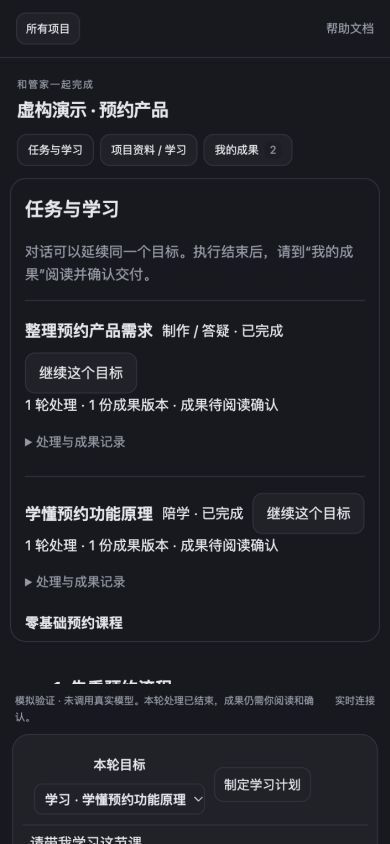 所有项目
帮助文档
和管家一起完成
虚构演示 · 预约产品
任务与学习
项目资料 / 学习
我的成果 2
任务与学习
对话可以延续同一个目标。执行结束后，请到“我的成
果”阅读并确认交付。
整理预约产品需求 制作 / 答疑 · 已完成
继续这个目标
1 轮处理 · 1 份成果版本 · 成果待阅读确认
▶ 处理与成果记录
学懂预约功能原理 陪学 · 已完成 继续这个目标
1 轮处理 · 1 份成果版本 · 成果待阅读确认
▶ 处理与成果记录
零基础预约课程
模拟验证 · 未调用真实模型。本轮处理已结束，成果仍需你阅读和确
认。
实时连接
本轮目标
学习 · 学懂预约功能原理
制定学习计划
请带我学习这节课